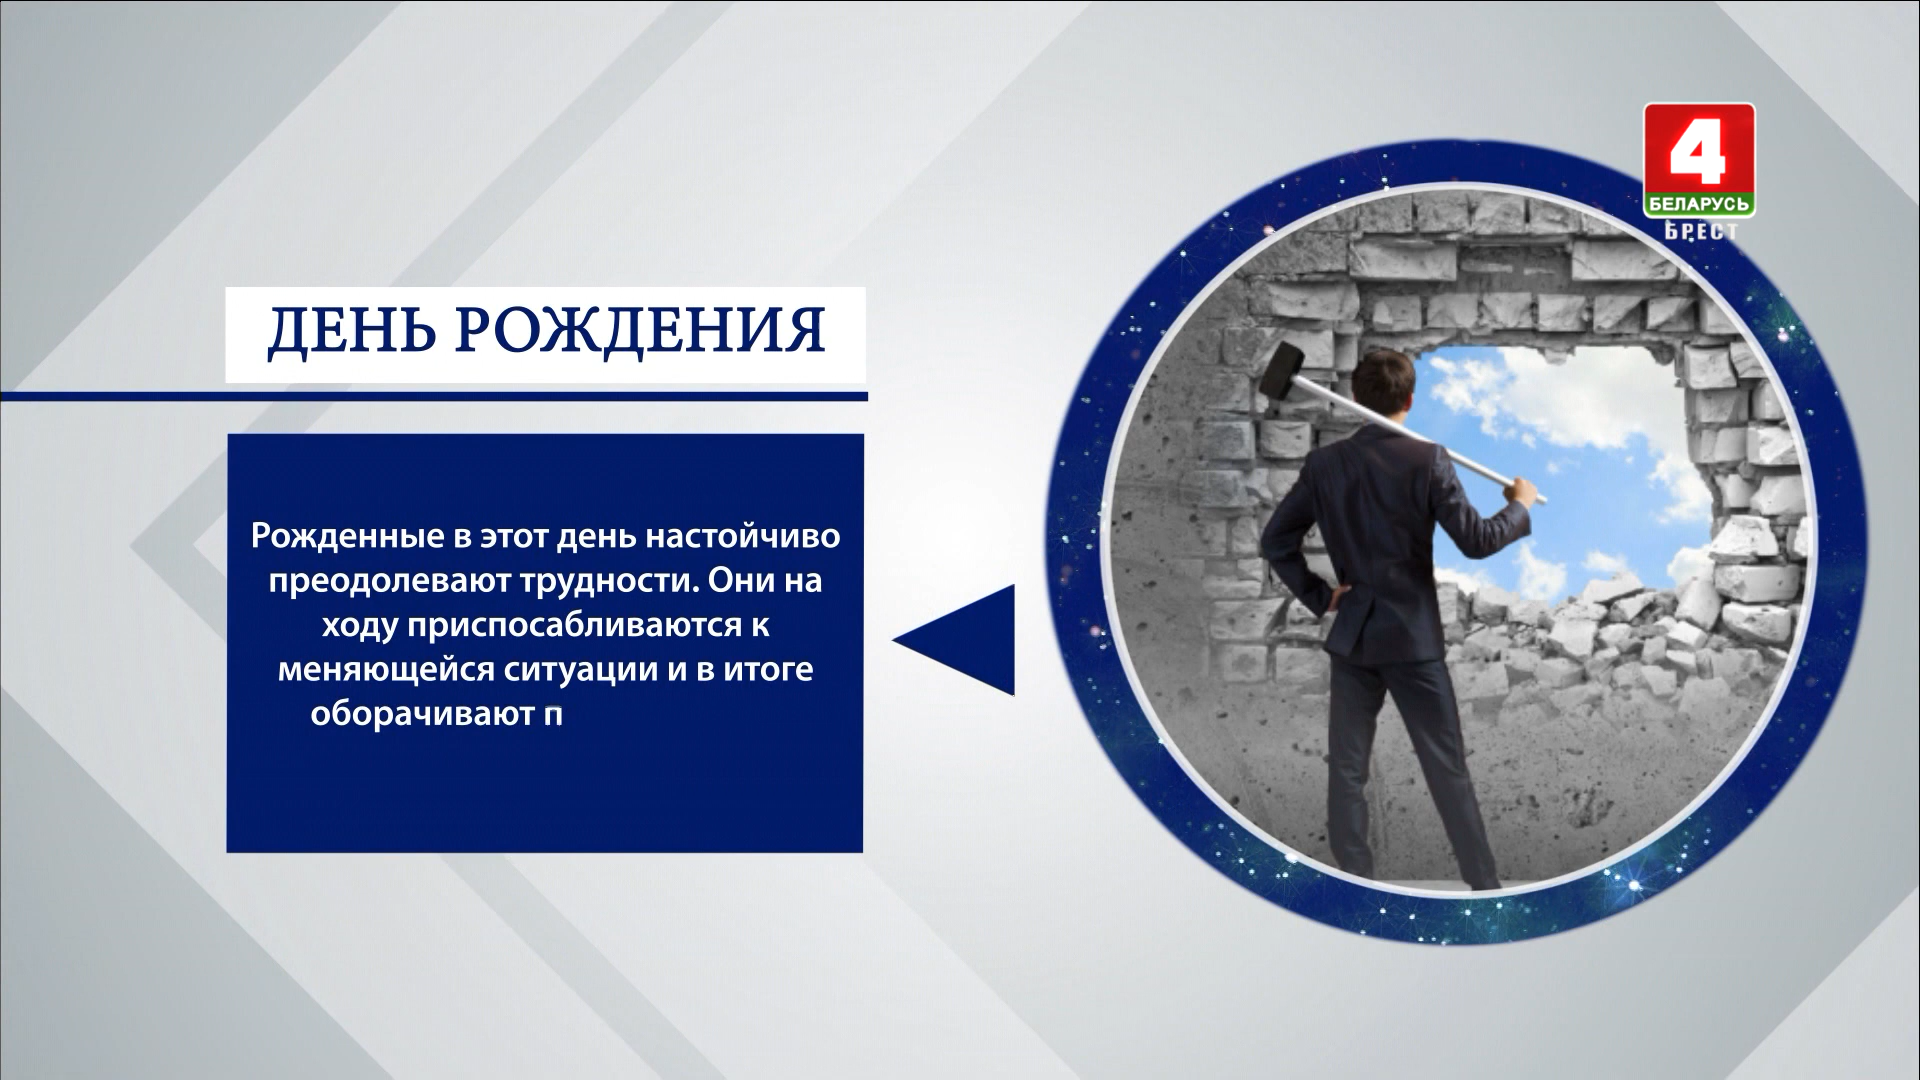 4
БЕЛАРУСЬ
БРЕСТ
ДЕНЬ РОЖДЕНИЯ
Рожденные в этот день настойчиво
преодолевают трудности. Они на
ходу приспосабливаются к
меняющейся ситуации и в итоге
оборачивают п